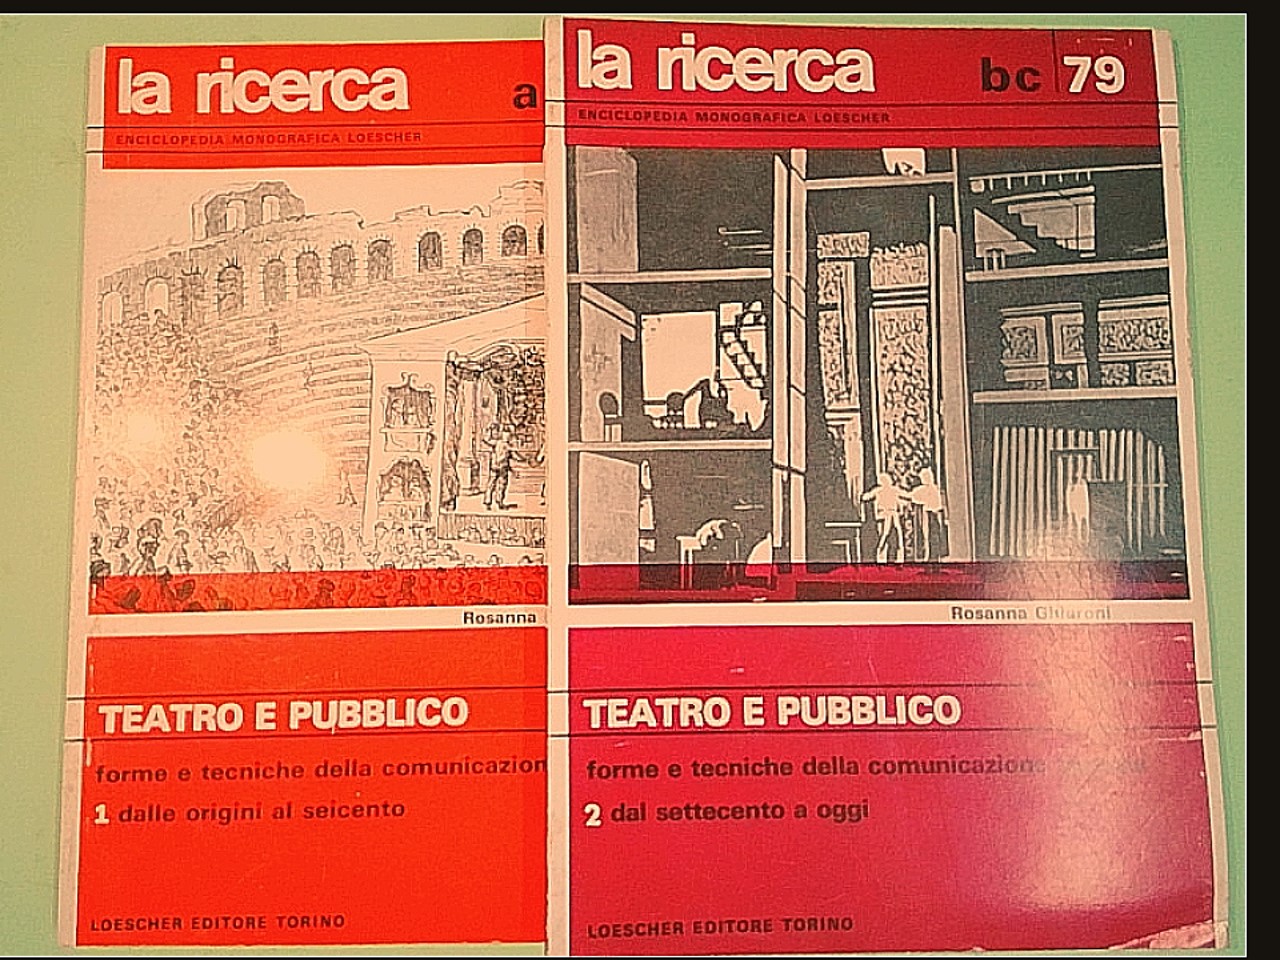 la ricerca
a
ENCICLOPEDIA MONOGRAFICA LOESCHER
Rosanna
TEATRO E PUBBLICO
forme e tecniche della comunicazion
1 dalle origini al seicento
LOESCHER EDITORE TORINO
la ricerca
bc 79
ENCICLOPEDIA MONOGRAFICA LOESCHER
Rosanna
TEATRO E PUBBLICO
forme e tecniche della comunicazione
2 dal settecento a oggi
LOESCHER EDITORE TORINO